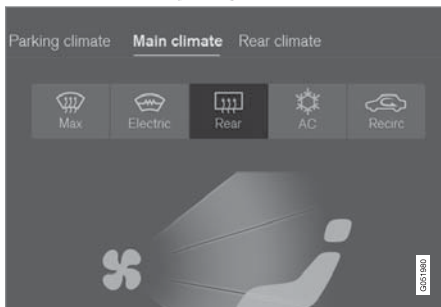 Parking climate Main climate Rear climate
Max Electric Rear AC Recirc
G051980